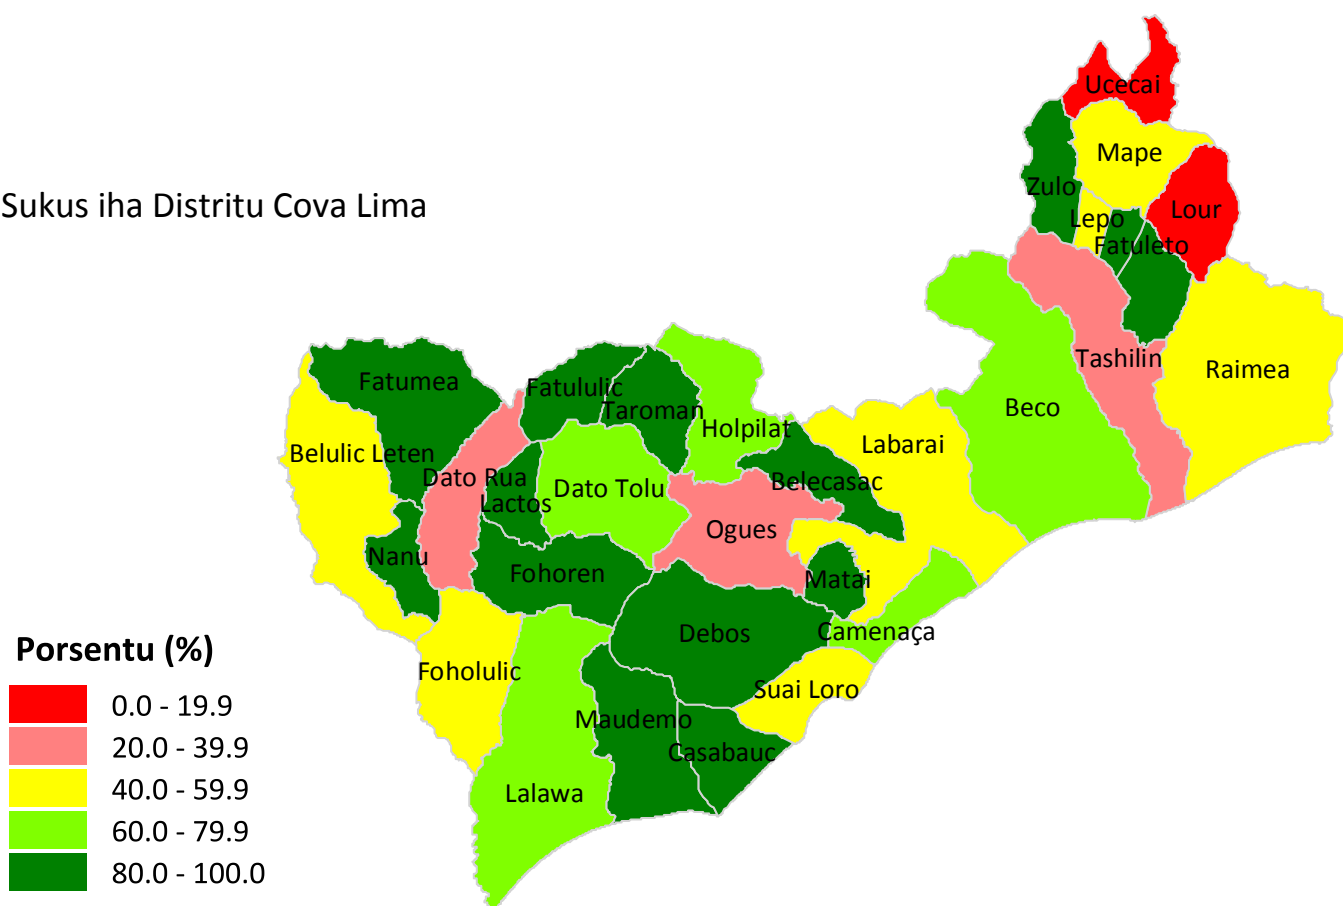 Ucecai
Mape
Zulo
Lour
Sukus iha Distritu Cova Lima
Lepo
Fatuleto
Tashilin
Raimea
Fatumea
Fatululic
Taroman
Beco
Holpilat
Labarai
Belulic Leten
Dato Rua
Belecasac
Dato Tolu
Lactos
Ogues
Nanu
Fohoren
Matai
Debos
Camenaça
Porsentu (%)
Foholulic
Suai Loro
0.0 - 19.9
Maudemo
20.0 - 39.9
Casabauc
40.0 - 59.9
Lalawa
60.0 - 79.9
80.0 - 100.0